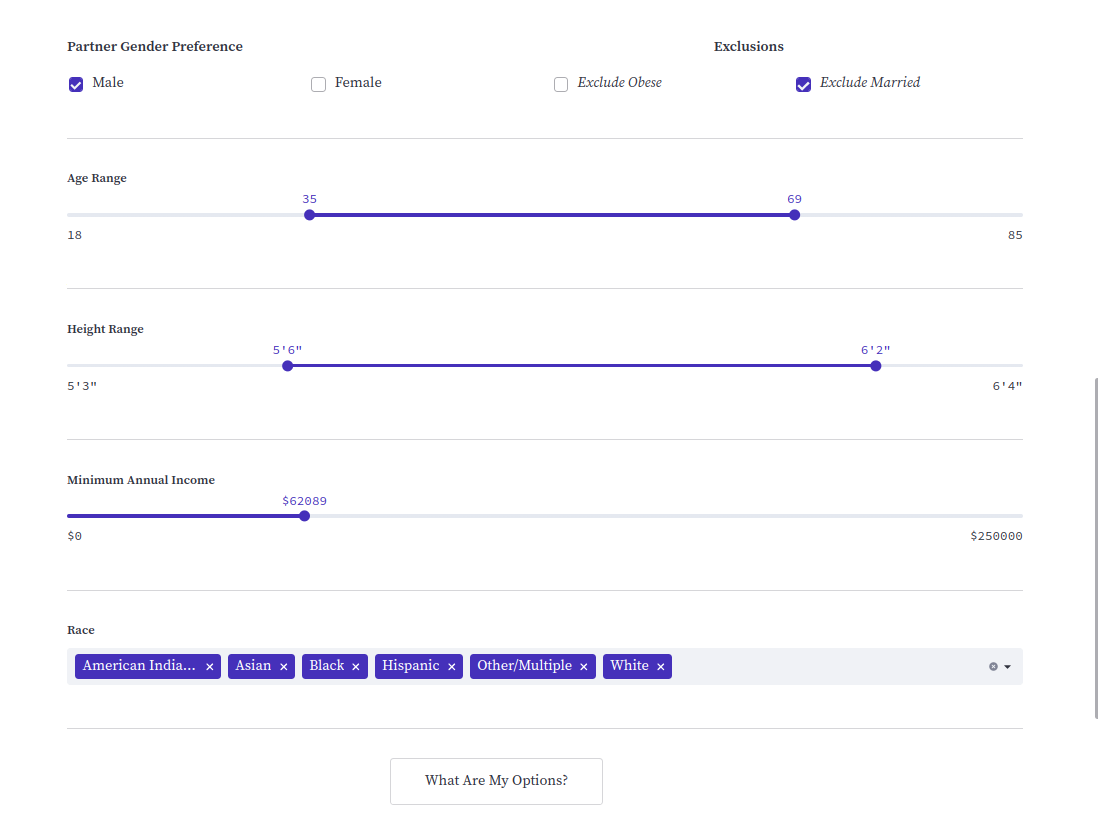 Partner Gender Preference Exclusions
Male Female Exclude Obese Exclude Married
Age Range
35 69
18 85
Height Range
5'6" 6'2"
5'3" 6'4"
Minimum Annual Income
$62089
$0 $250000
Race
American India... × Asian × Black × Hispanic × Other/Multiple × White ×
What Are My Options?